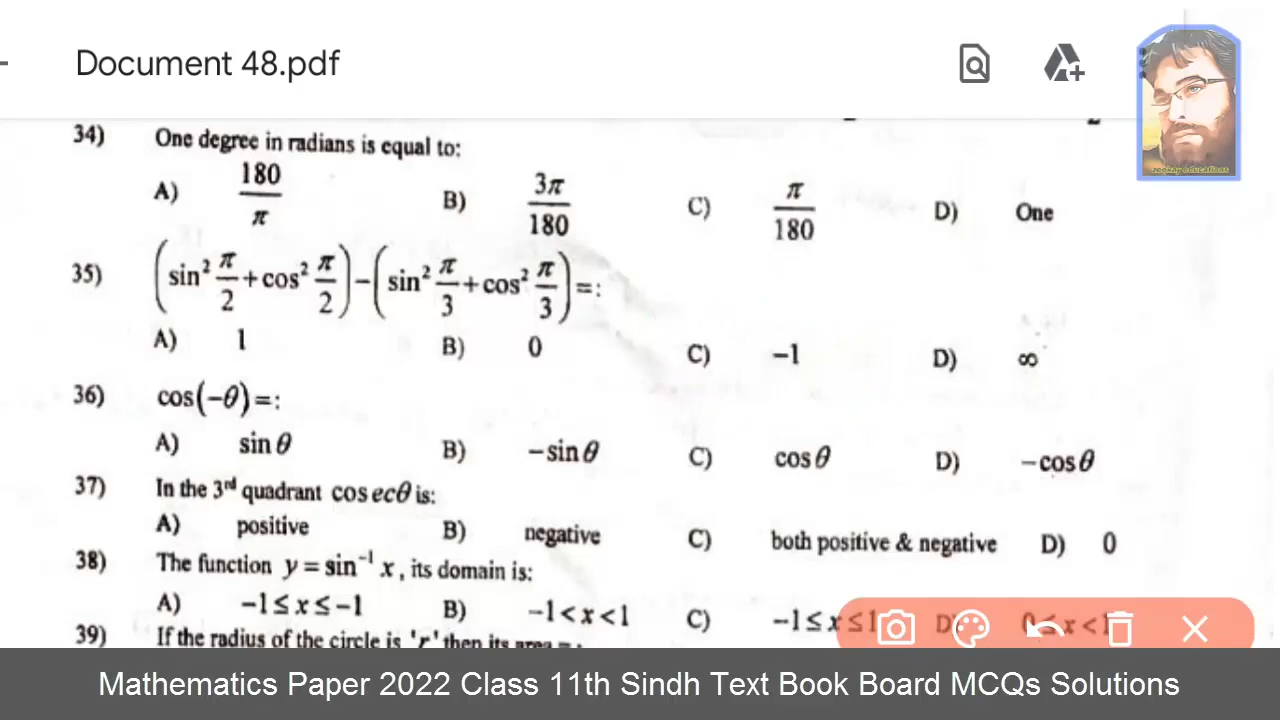 Document 48.pdf
34) One degree in radians is equal to:
A) 180/π B) 3π/180 C) π/180 D) One
35) (sin² π/2 + cos² π/2) − (sin² π/3 + cos² π/3) =:
A) 1 B) 0 C) −1 D) ∞
36) cos(−θ) =:
A) sin θ B) −sin θ C) cos θ D) −cos θ
37) In the 3rd quadrant cosecθ is:
A) positive B) negative C) both positive & negative D) 0
38) The function y = sin⁻¹ x, its domain is:
A) −1 ≤ x ≤ −1 B) −1 < x < 1 C) −1 ≤ x ≤ 1 D) 0 ≤ x < 1
39) If the radius of the circle is 'r' then its area = :
Mathematics Paper 2022 Class 11th Sindh Text Book Board MCQs Solutions